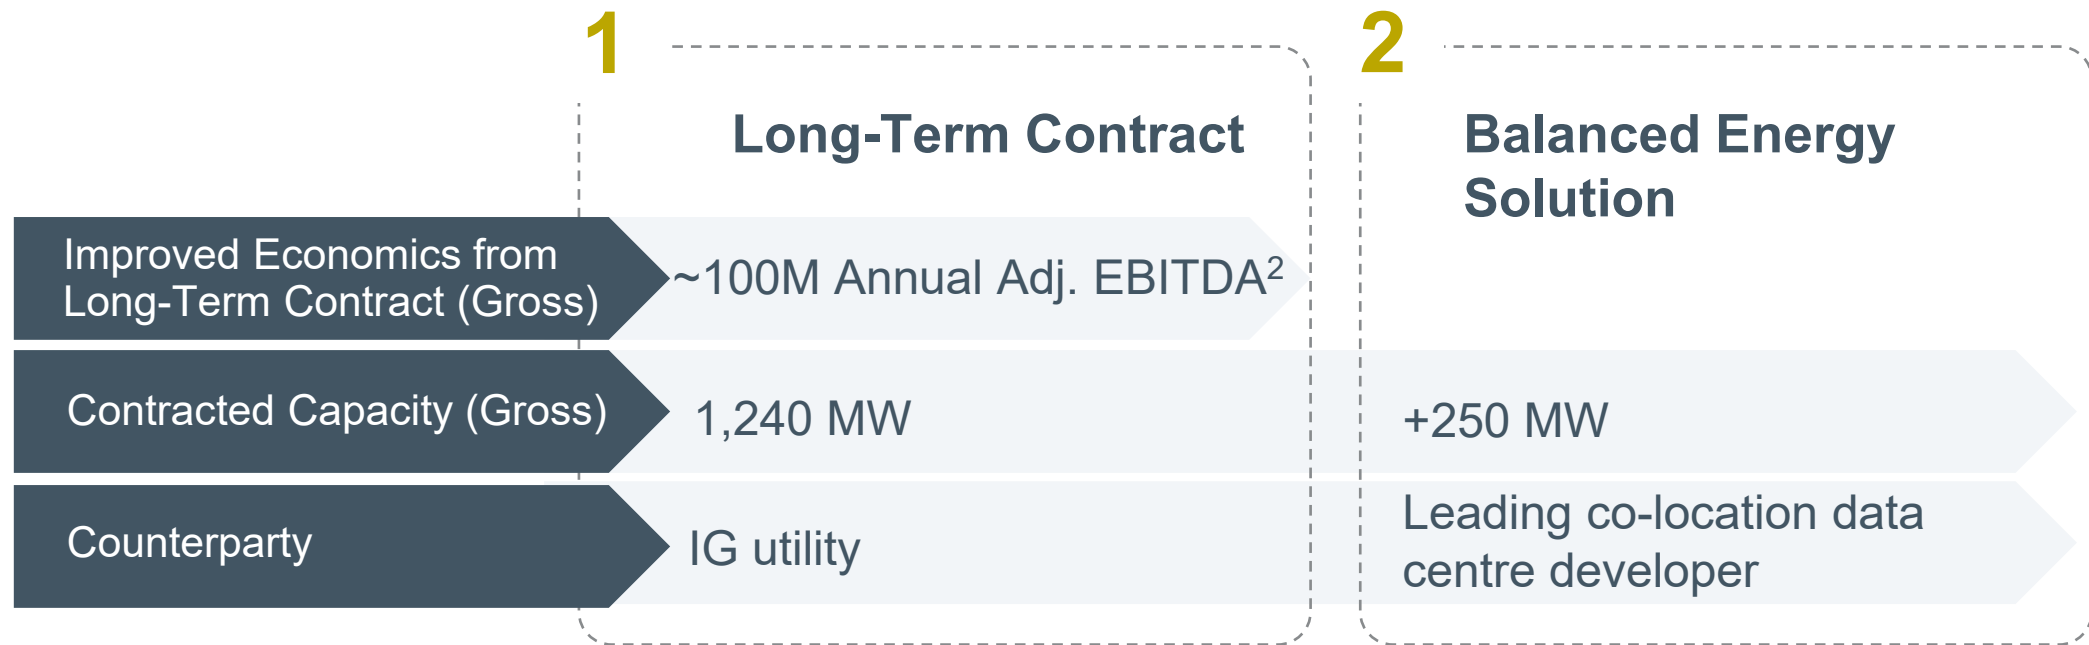 1
2
Long-Term Contract
Balanced Energy
Solution
Improved Economics from
Long-Term Contract (Gross)
~100M Annual Adj. EBITDA²
Contracted Capacity (Gross)
1,240 MW
+250 MW
Counterparty
IG utility
Leading co-location data
centre developer